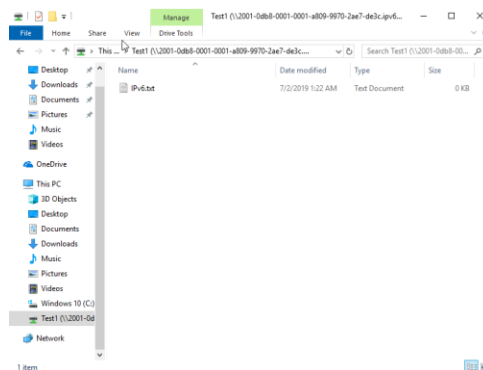 Manage
Test1 (\\2001-0db8-0001-0001-a809-9970-2ae7-de3c.ipv6...
File Home Share View Drive Tools
This ... Test1 (\\2001-0db8-0001-0001-a809-9970-2ae7-de3c....
Search Test1 (\\2001-0db8-00...
Name Date modified Type Size
IPv6.txt 7/2/2019 1:22 AM Text Document 0 KB
Desktop
Downloads
Documents
Pictures
Music
Videos
OneDrive
This PC
3D Objects
Desktop
Documents
Downloads
Music
Pictures
Videos
Windows 10 (C:)
Test1 (\\2001-0d
Network
1 item